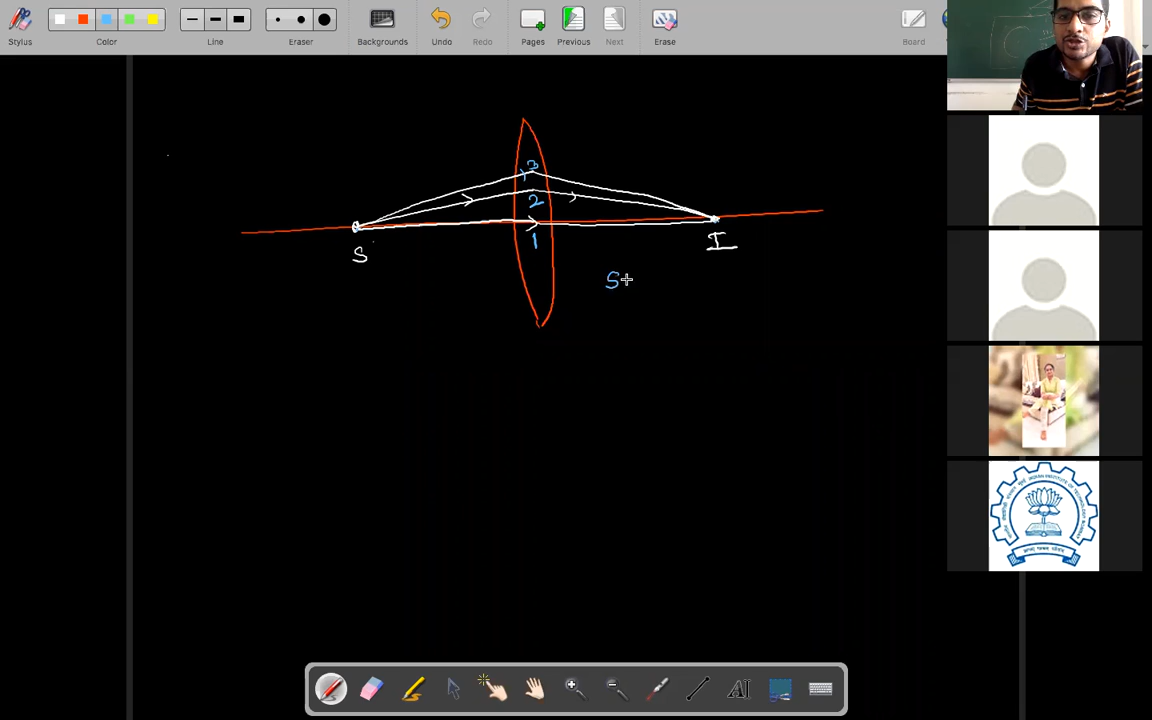 Stylus
Color
Line
Eraser
Backgrounds
Undo
Redo
Pages
Previous
Next
Erase
Board
3
2
1
S
I
S